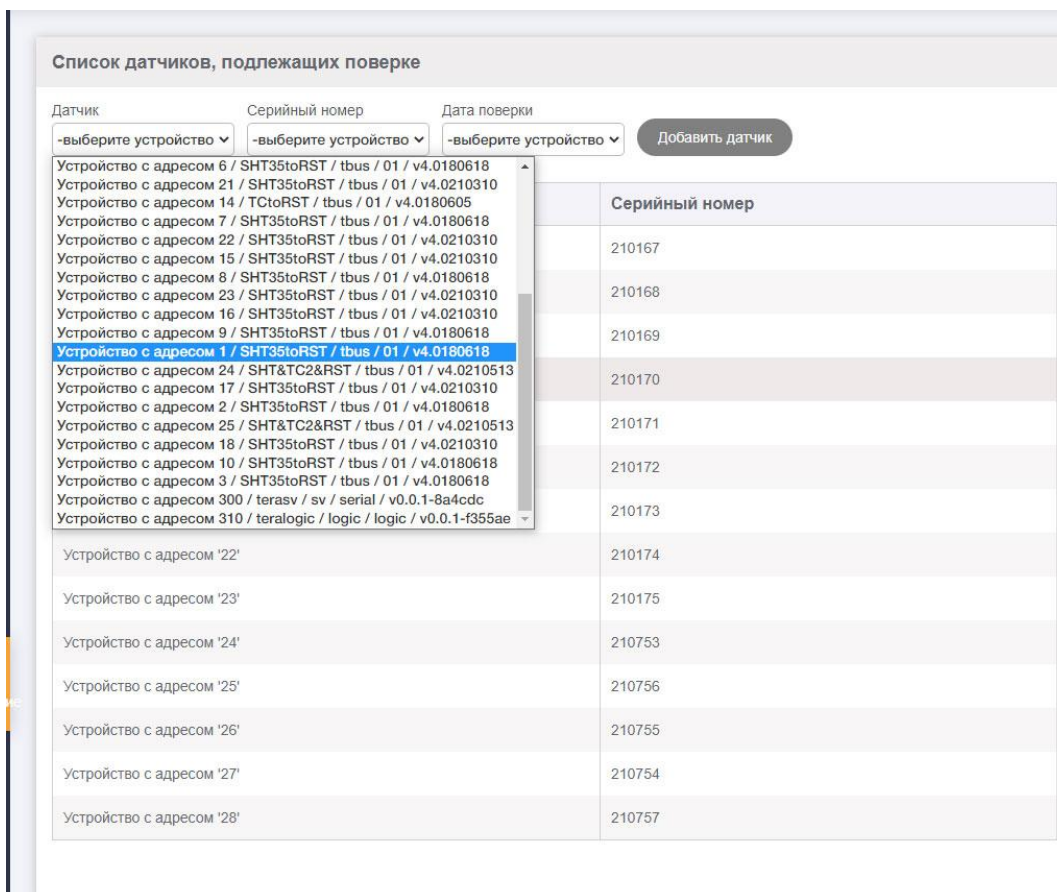 Список датчиков, подлежащих поверке
Датчик Серийный номер Дата поверки
-выберите устройство -выберите устройство -выберите устройство Добавить датчик
Устройство с адресом 6 / SHT35toRST / tbus / 01 / v4.0180618
Устройство с адресом 21 / SHT35toRST / tbus / 01 / v4.0210310
Устройство с адресом 14 / TCtoRST / tbus / 01 / v4.0180605
Устройство с адресом 7 / SHT35toRST / tbus / 01 / v4.0180618
Устройство с адресом 22 / SHT35toRST / tbus / 01 / v4.0210310
Устройство с адресом 15 / SHT35toRST / tbus / 01 / v4.0210310
Устройство с адресом 8 / SHT35toRST / tbus / 01 / v4.0180618
Устройство с адресом 23 / SHT35toRST / tbus / 01 / v4.0210310
Устройство с адресом 16 / SHT35toRST / tbus / 01 / v4.0210310
Устройство с адресом 9 / SHT35toRST / tbus / 01 / v4.0180618
Устройство с адресом 1 / SHT35toRST / tbus / 01 / v4.0180618
Устройство с адресом 24 / SHT&TC2&RST / tbus / 01 / v4.0210513
Устройство с адресом 17 / SHT35toRST / tbus / 01 / v4.0210310
Устройство с адресом 2 / SHT35toRST / tbus / 01 / v4.0180618
Устройство с адресом 25 / SHT&TC2&RST / tbus / 01 / v4.0210513
Устройство с адресом 18 / SHT35toRST / tbus / 01 / v4.0210310
Устройство с адресом 10 / SHT35toRST / tbus / 01 / v4.0180618
Устройство с адресом 3 / SHT35toRST / tbus / 01 / v4.0180618
Устройство с адресом 300 / terasv / sv / serial / v0.0.1-8a4cdc
Устройство с адресом 310 / teralogic / logic / logic / v0.0.1-f355ae
Серийный номер
210167
210168
210169
210170
210171
210172
210173
Устройство с адресом '22' 210174
Устройство с адресом '23' 210175
Устройство с адресом '24' 210753
Устройство с адресом '25' 210756
Устройство с адресом '26' 210755
Устройство с адресом '27' 210754
Устройство с адресом '28' 210757
ие